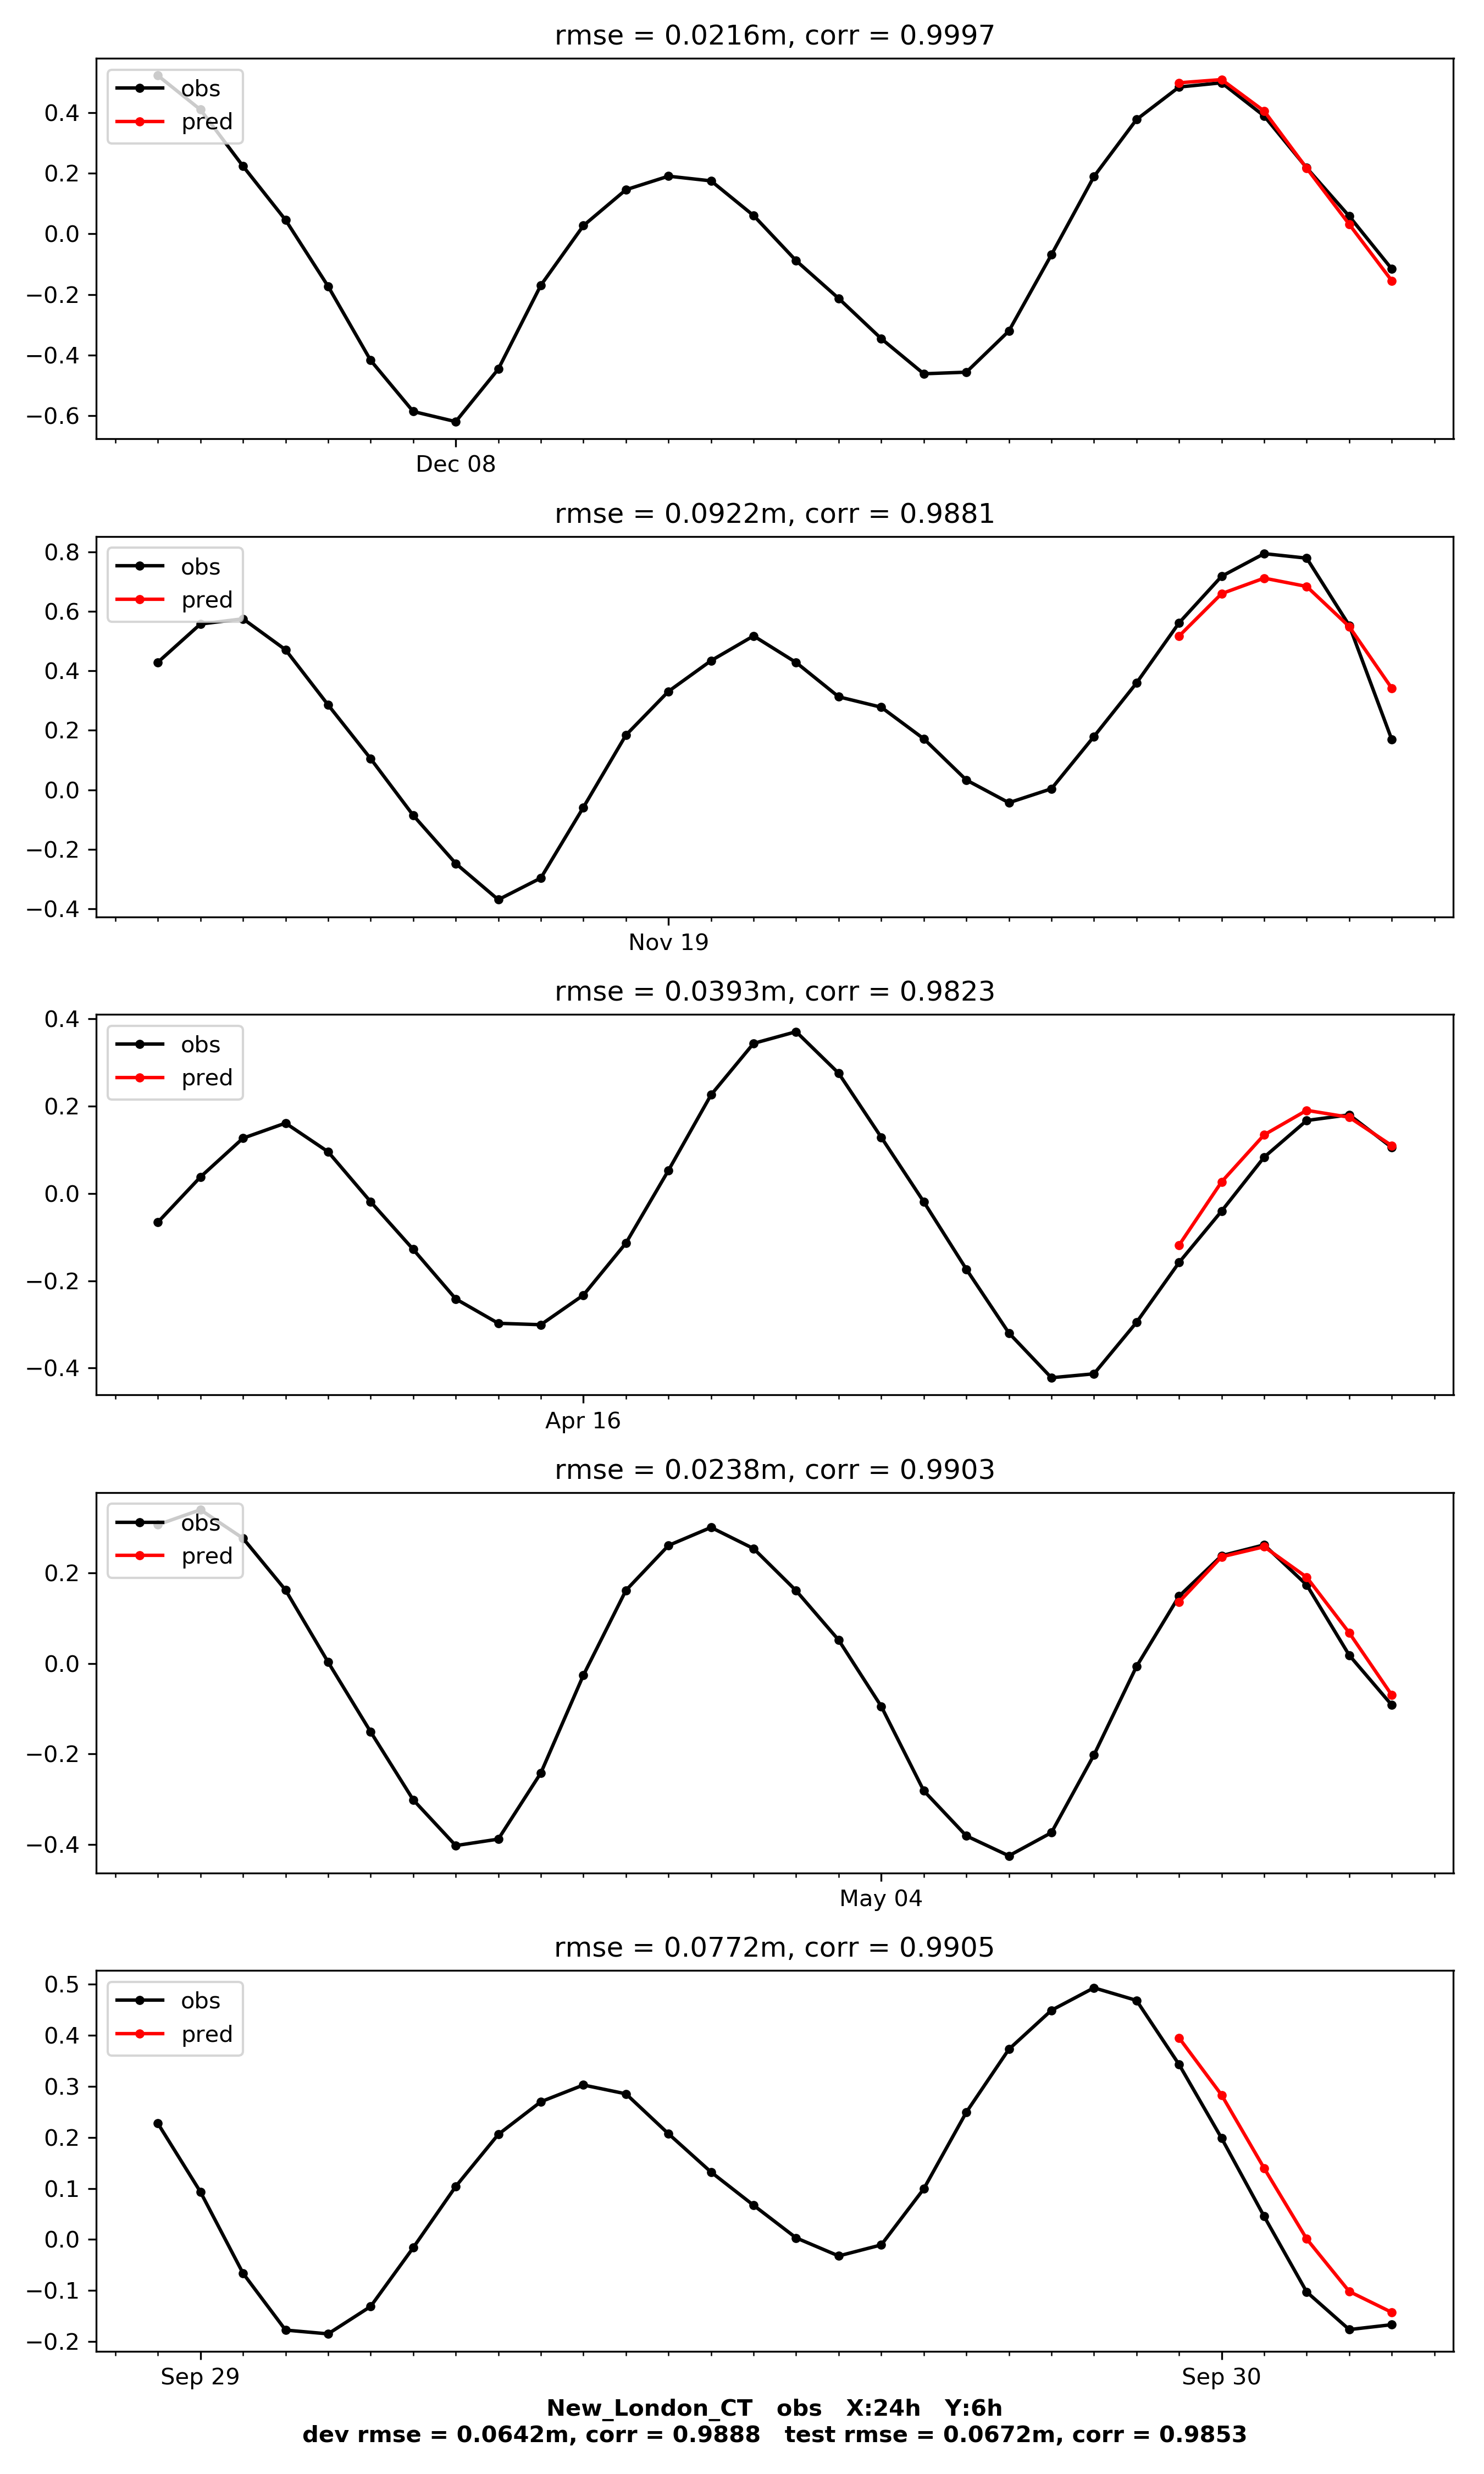 rmse = 0.0216m, corr = 0.9997
obs
pred
0.4
0.2
0.0
−0.2
−0.4
−0.6
Dec 08
rmse = 0.0922m, corr = 0.9881
obs
pred
0.8
0.6
0.4
0.2
0.0
−0.2
−0.4
Nov 19
rmse = 0.0393m, corr = 0.9823
obs
pred
0.4
0.2
0.0
−0.2
−0.4
Apr 16
rmse = 0.0238m, corr = 0.9903
obs
pred
0.2
0.0
−0.2
−0.4
May 04
rmse = 0.0772m, corr = 0.9905
obs
pred
0.5
0.4
0.3
0.2
0.1
0.0
−0.1
−0.2
Sep 29 Sep 30
New_London_CT obs X:24h Y:6h
dev rmse = 0.0642m, corr = 0.9888 test rmse = 0.0672m, corr = 0.9853